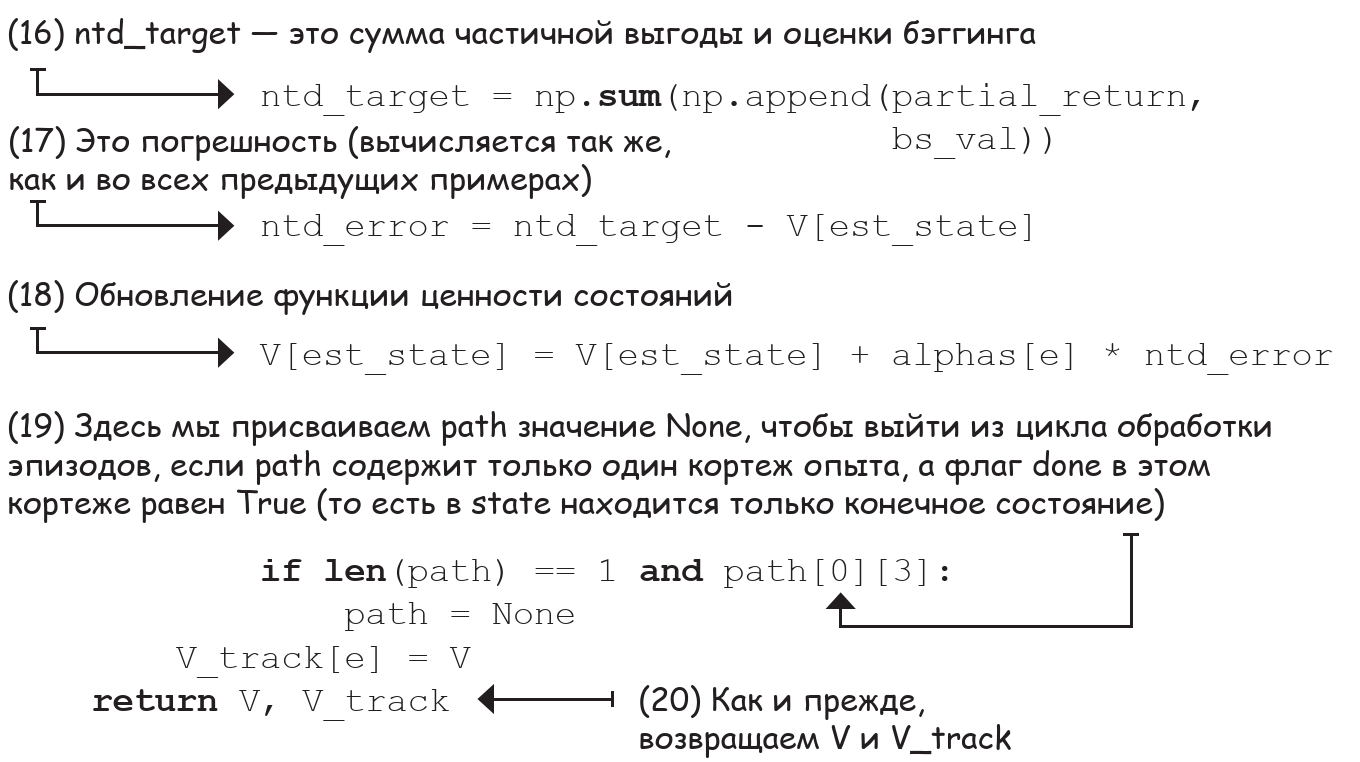 (16) ntd_target — это сумма частичной выгоды и оценки бэггинга
ntd_target = np.sum(np.append(partial_return,
bs_val))
(17) Это погрешность (вычисляется так же,
как и во всех предыдущих примерах)
ntd_error = ntd_target - V[est_state]
(18) Обновление функции ценности состояний
V[est_state] = V[est_state] + alphas[e] * ntd_error
(19) Здесь мы присваиваем path значение None, чтобы выйти из цикла обработки
эпизодов, если path содержит только один кортеж опыта, а флаг done в этом
кортеже равен True (то есть в state находится только конечное состояние)
if len(path) == 1 and path[0][3]:
path = None
V_track[e] = V
return V, V_track
(20) Как и прежде,
возвращаем V и V_track